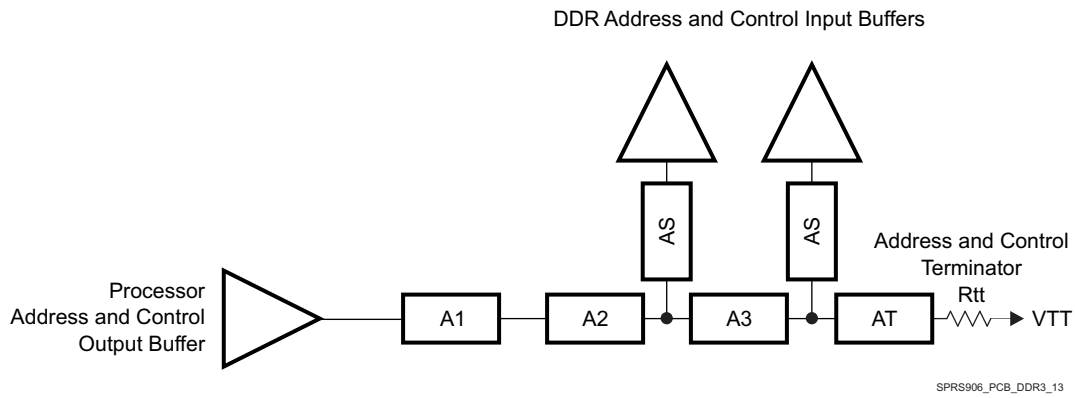 DDR Address and Control Input Buffers
AS
AS
Address and Control
Terminator
Rtt
Processor
Address and Control
Output Buffer
A1
A2
A3
AT
VTT
SPRS906_PCB_DDR3_13